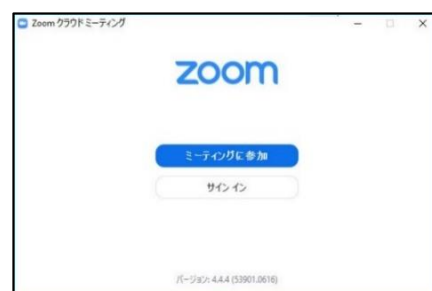 Zoom クラウド ミーティング
zoom
ミーティングに参加
サイン イン
バージョン: 4.4.4 (53901.0616)